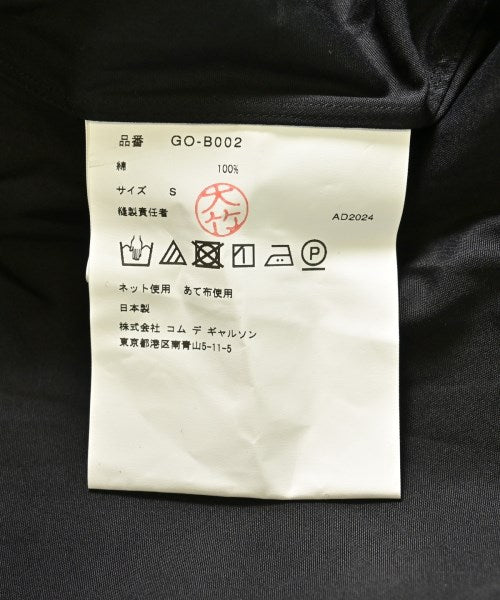 品番 GO-B002
綿 100%
サイズ S
大竹
縫製責任者 AD2024
P
ネット使用 あて布使用
日本製
株式会社 コム デ ギャルソン
東京都港区南青山5-11-5